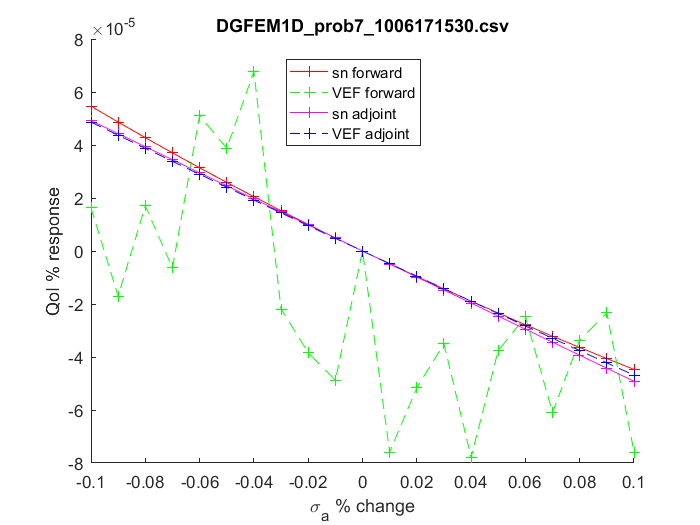 DGFEM1D_prob7_1006171530.csv
×10⁻⁵
8
6
4
2
0
-2
-4
-6
-8
QoI % response
sn forward
VEF forward
sn adjoint
VEF adjoint
-0.1 -0.08 -0.06 -0.04 -0.02 0 0.02 0.04 0.06 0.08 0.1
σₐ % change